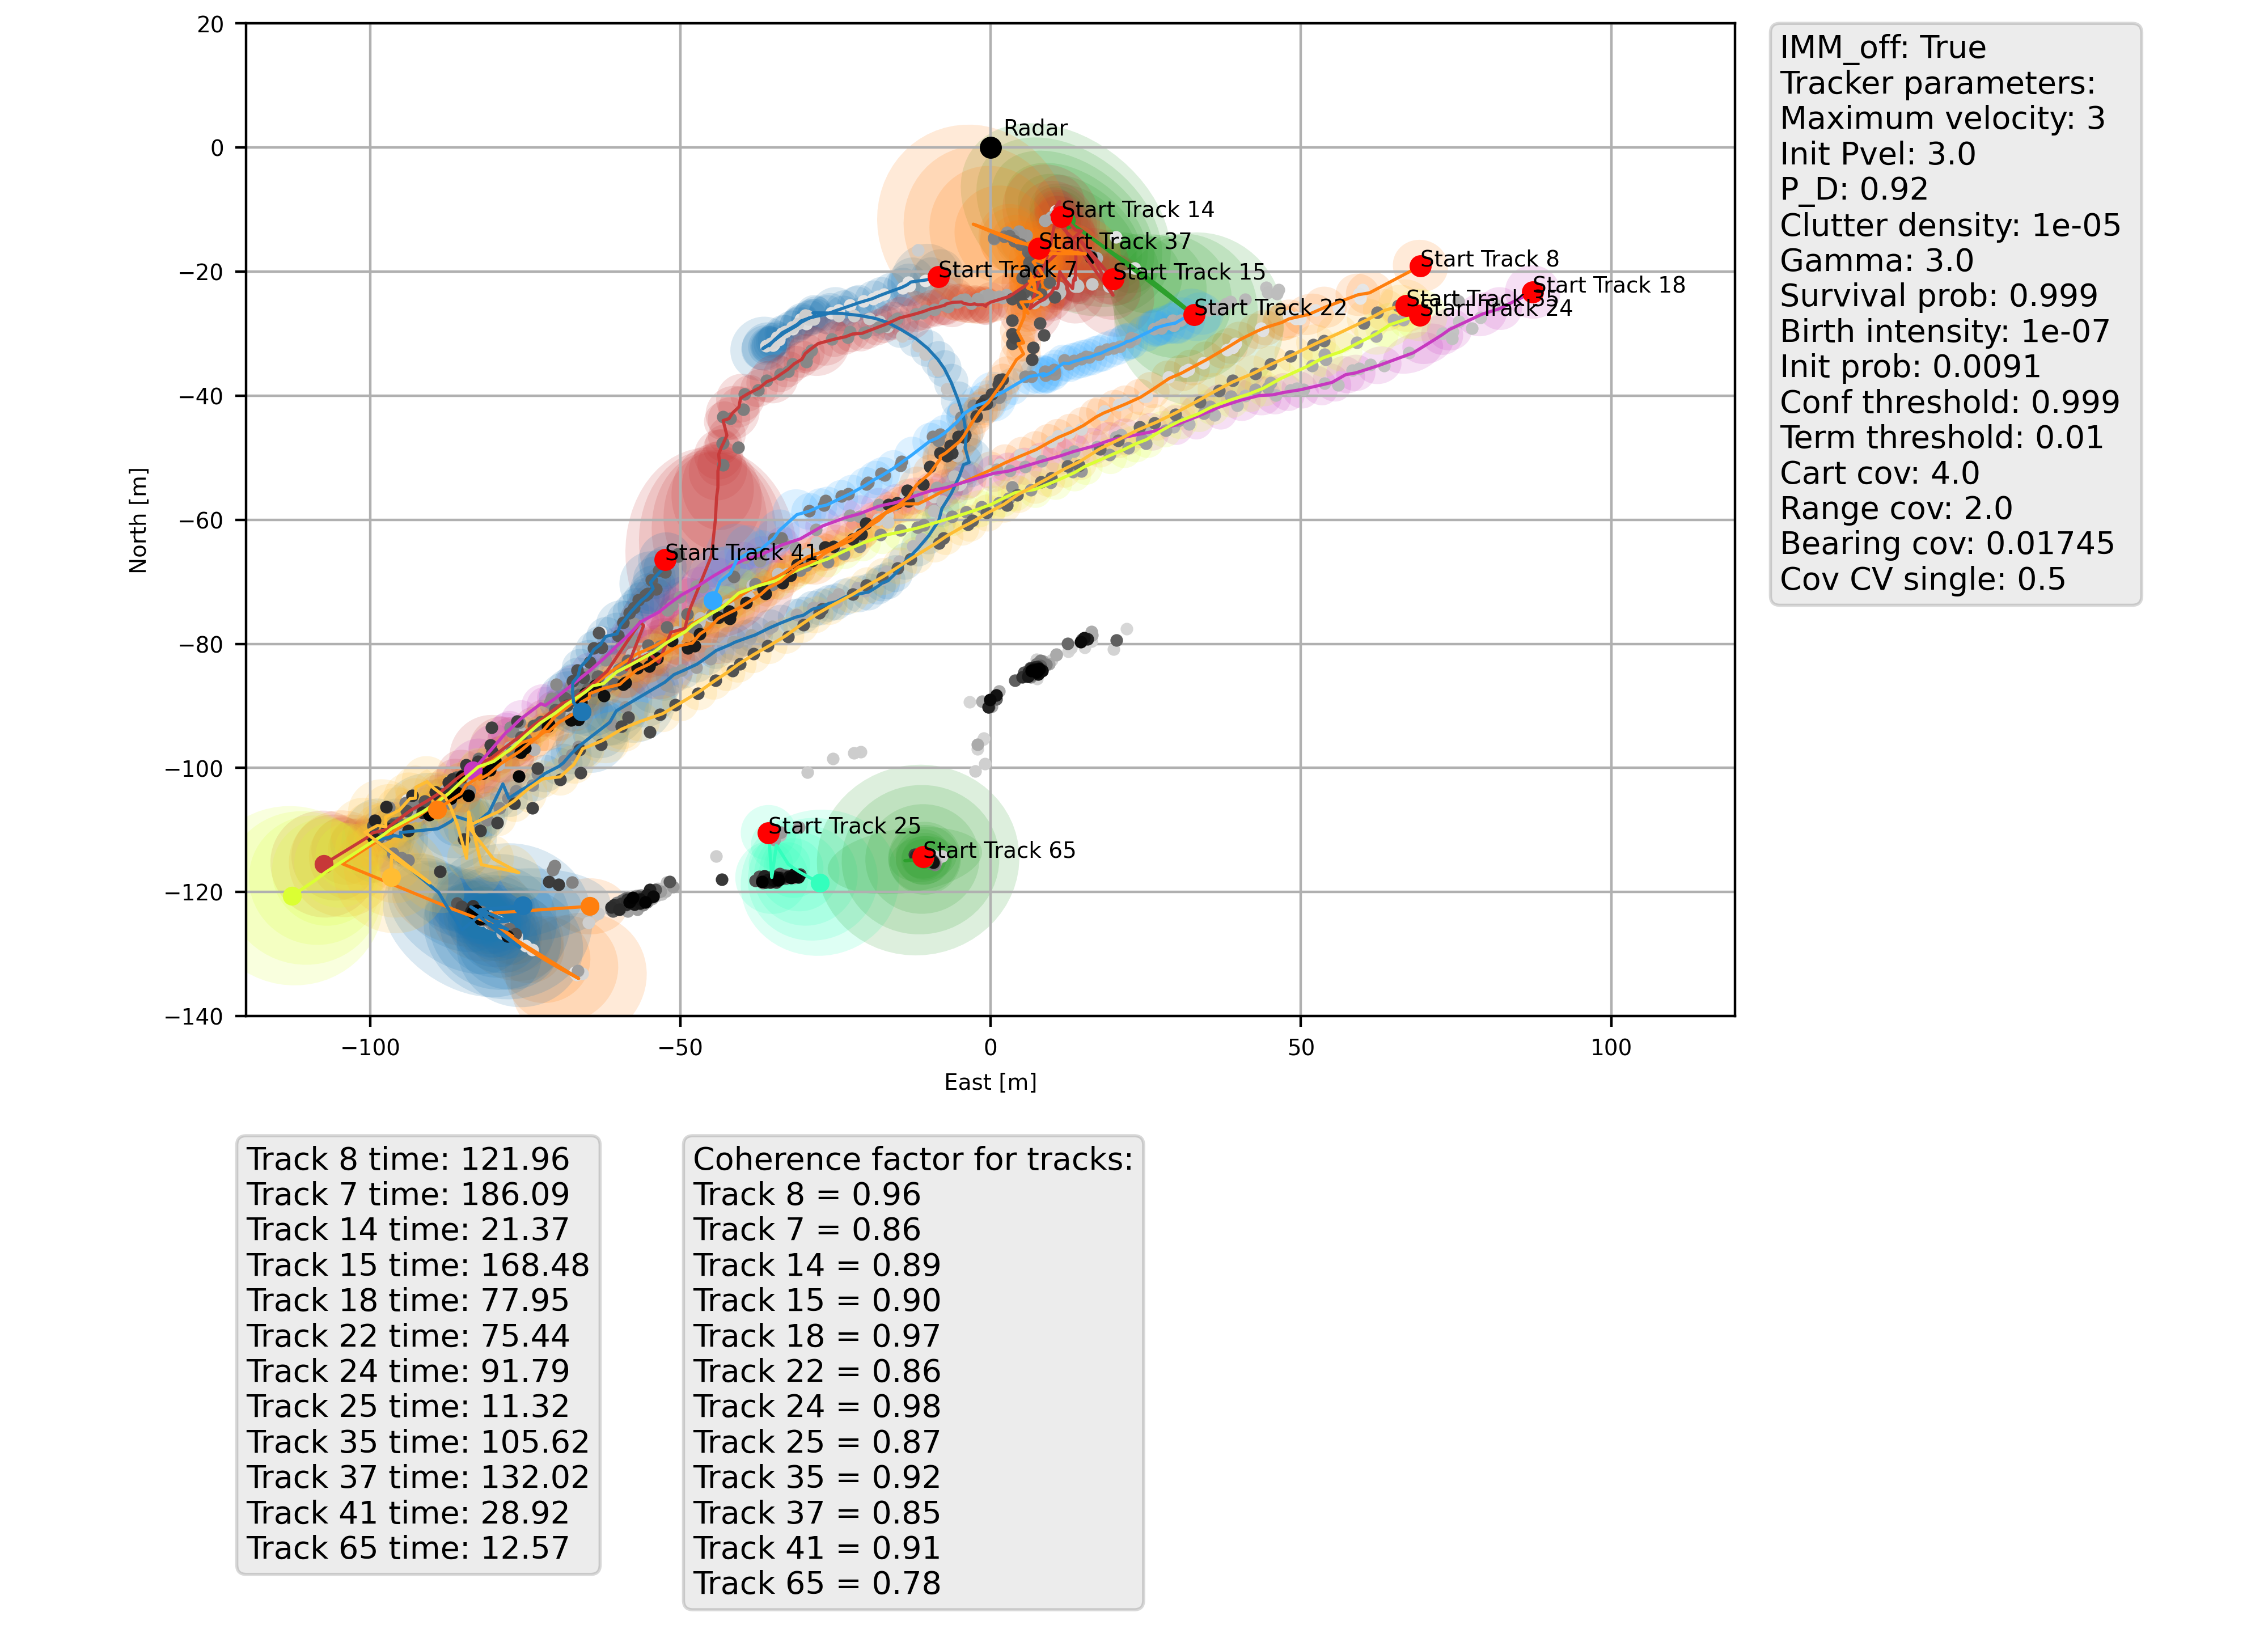 20
0
−20
−40
−60
−80
−100
−120
−140
−100
−50
0
50
100
North [m]
East [m]
Radar
Start Track 14
Start Track 37
Start Track 7
Start Track 15
Start Track 22
Start Track 8
Start Track 18
Start Track 35
Start Track 24
Start Track 41
Start Track 25
Start Track 65
IMM_off: True
Tracker parameters:
Maximum velocity: 3
Init Pvel: 3.0
P_D: 0.92
Clutter density: 1e-05
Gamma: 3.0
Survival prob: 0.999
Birth intensity: 1e-07
Init prob: 0.0091
Conf threshold: 0.999
Term threshold: 0.01
Cart cov: 4.0
Range cov: 2.0
Bearing cov: 0.01745
Cov CV single: 0.5
Track 8 time: 121.96
Track 7 time: 186.09
Track 14 time: 21.37
Track 15 time: 168.48
Track 18 time: 77.95
Track 22 time: 75.44
Track 24 time: 91.79
Track 25 time: 11.32
Track 35 time: 105.62
Track 37 time: 132.02
Track 41 time: 28.92
Track 65 time: 12.57
Coherence factor for tracks:
Track 8 = 0.96
Track 7 = 0.86
Track 14 = 0.89
Track 15 = 0.90
Track 18 = 0.97
Track 22 = 0.86
Track 24 = 0.98
Track 25 = 0.87
Track 35 = 0.92
Track 37 = 0.85
Track 41 = 0.91
Track 65 = 0.78